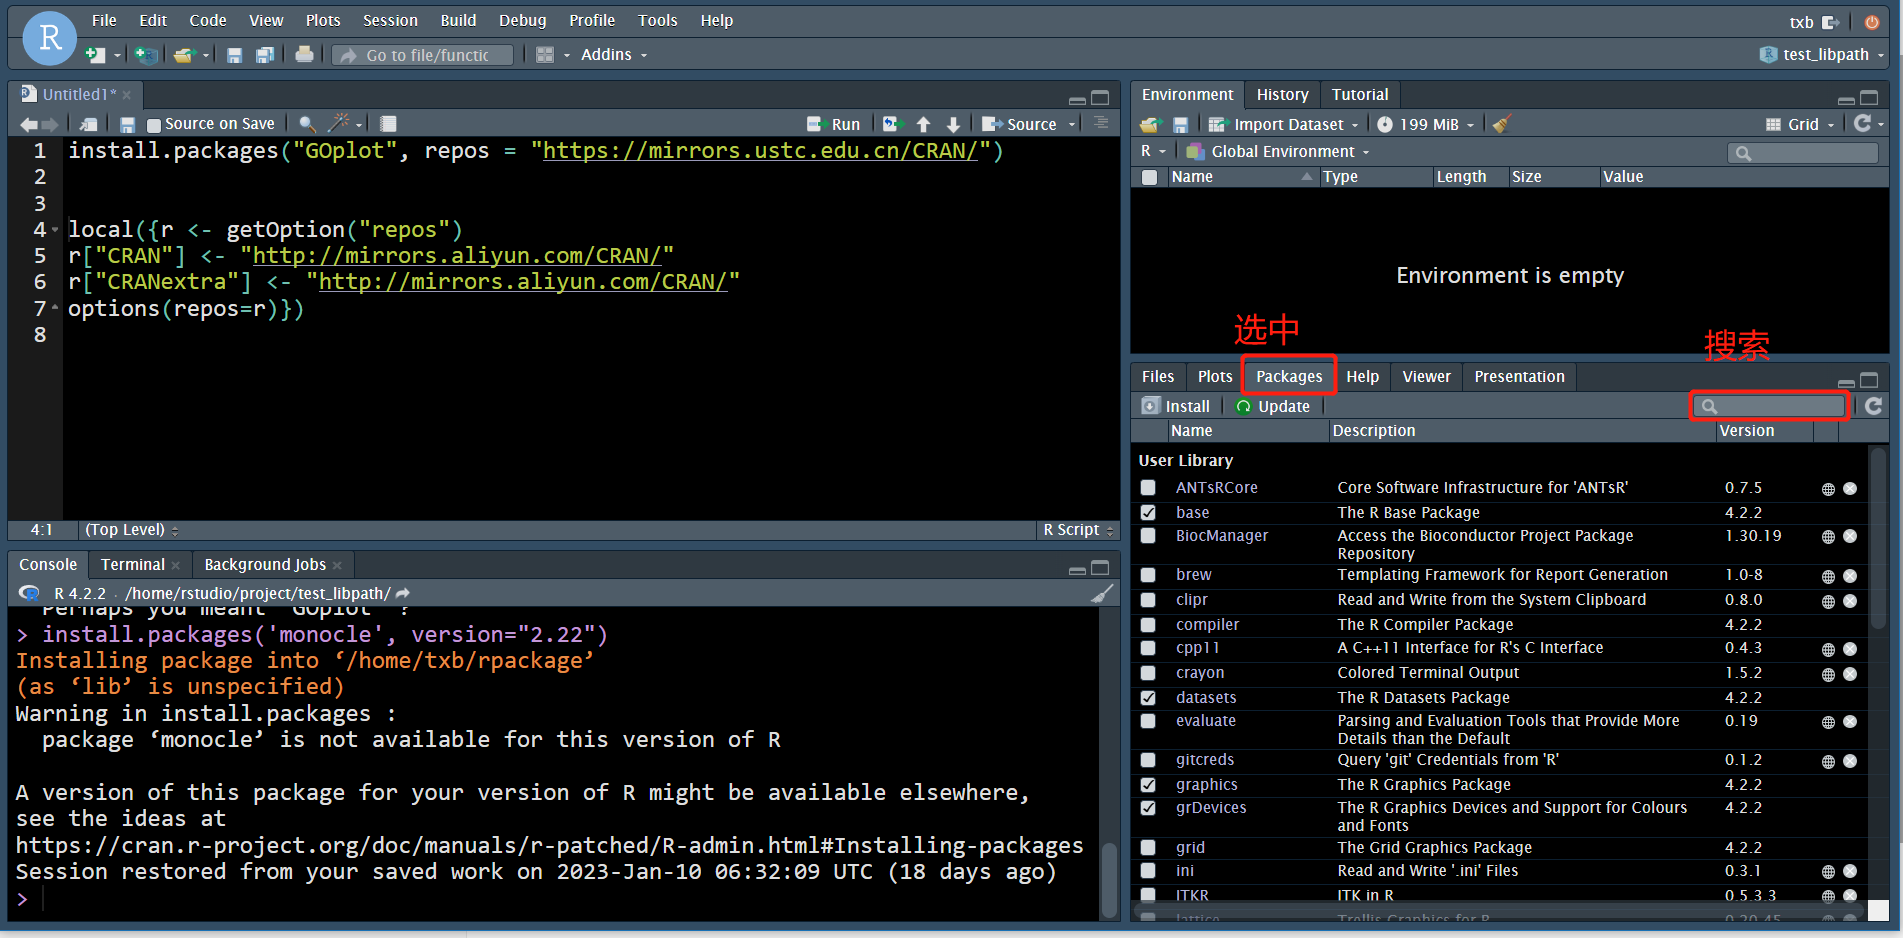 File Edit Code View Plots Session Build Debug Profile Tools Help
txb
R
Go to file/functic
Addins
test_libpath
Untitled1*
Source on Save
Run
Source
1 install.packages("GOplot", repos = "https://mirrors.ustc.edu.cn/CRAN/")
2
3
4 local({r <- getOption("repos")
5 r["CRAN"] <- "http://mirrors.aliyun.com/CRAN/"
6 r["CRANextra"] <- "http://mirrors.aliyun.com/CRAN/"
7 options(repos=r)})
8
4:1 (Top Level) R Script
Console Terminal Background Jobs
R 4.2.2 · /home/rstudio/project/test_libpath/
Perhaps you meant ‘GOplot’ ?
> install.packages('monocle', version="2.22")
Installing package into ‘/home/txb/rpackage’
(as ‘lib’ is unspecified)
Warning in install.packages :
package ‘monocle’ is not available for this version of R
A version of this package for your version of R might be available elsewhere,
see the ideas at
https://cran.r-project.org/doc/manuals/r-patched/R-admin.html#Installing-packages
Session restored from your saved work on 2023-Jan-10 06:32:09 UTC (18 days ago)
>
Environment History Tutorial
Import Dataset 199 MiB Grid
R Global Environment
Name Type Length Size Value
Environment is empty
选中
搜索
Files Plots Packages Help Viewer Presentation
Install Update
Name Description Version
User Library
ANTsRCore Core Software Infrastructure for 'ANTsR' 0.7.5
base The R Base Package 4.2.2
BiocManager Access the Bioconductor Project Package 1.30.19
Repository
brew Templating Framework for Report Generation 1.0-8
clipr Read and Write from the System Clipboard 0.8.0
compiler The R Compiler Package 4.2.2
cpp11 A C++11 Interface for R's C Interface 0.4.3
crayon Colored Terminal Output 1.5.2
datasets The R Datasets Package 4.2.2
evaluate Parsing and Evaluation Tools that Provide More 0.19
Details than the Default
gitcreds Query 'git' Credentials from 'R' 0.1.2
graphics The R Graphics Package 4.2.2
grDevices The R Graphics Devices and Support for Colours 4.2.2
and Fonts
grid The Grid Graphics Package 4.2.2
ini Read and Write '.ini' Files 0.3.1
ITKR ITK in R 0.5.3.3
lattice Trellis Graphics for R 0.20-45